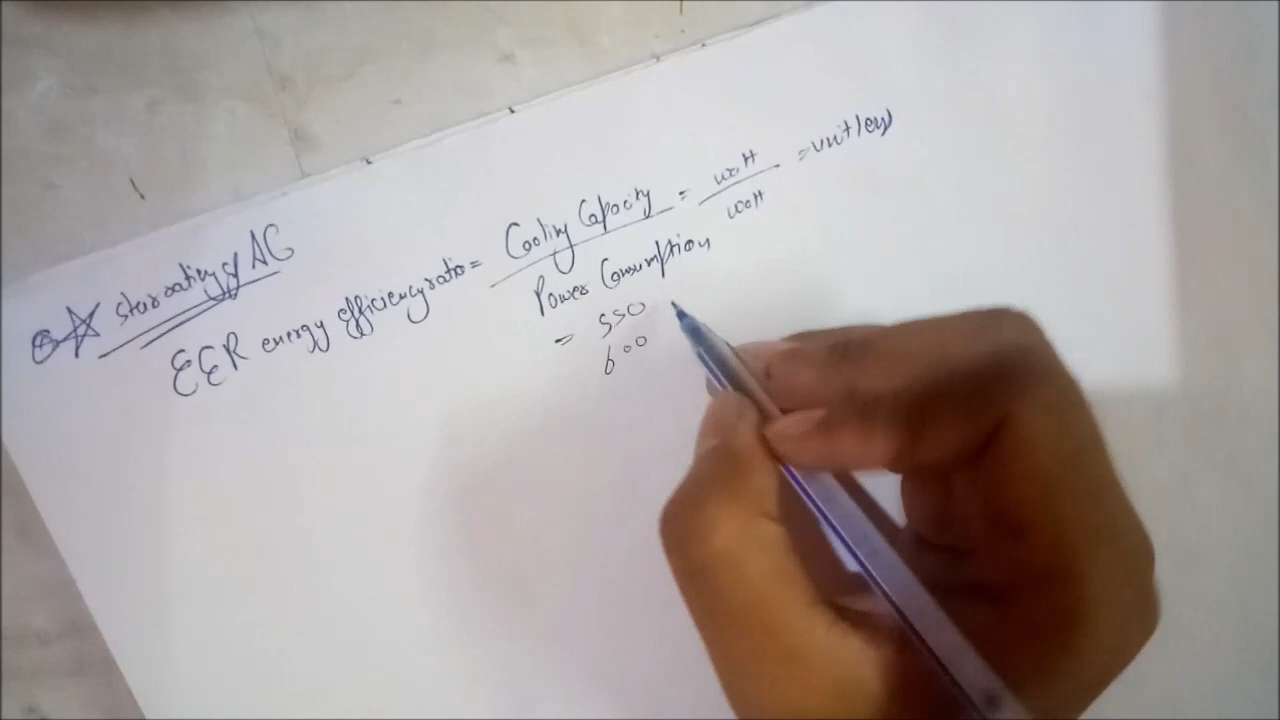 Star rating of AC
EER energy efficiency ratio = Cooling Capacity / Power Consumption = watt / watt = unitless
= 550
600